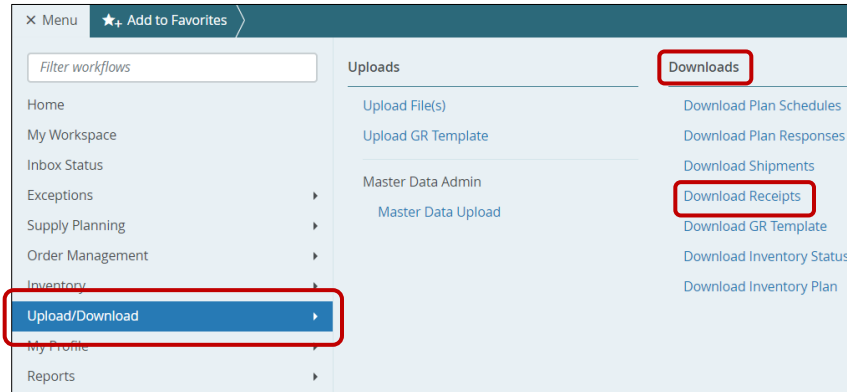 × Menu
★+ Add to Favorites
Filter workflows
Home
My Workspace
Inbox Status
Exceptions
Supply Planning
Order Management
Inventory
Upload/Download
My Profile
Reports
Uploads
Upload File(s)
Upload GR Template
Master Data Admin
Master Data Upload
Downloads
Download Plan Schedules
Download Plan Responses
Download Shipments
Download Receipts
Download GR Template
Download Inventory Status
Download Inventory Plan